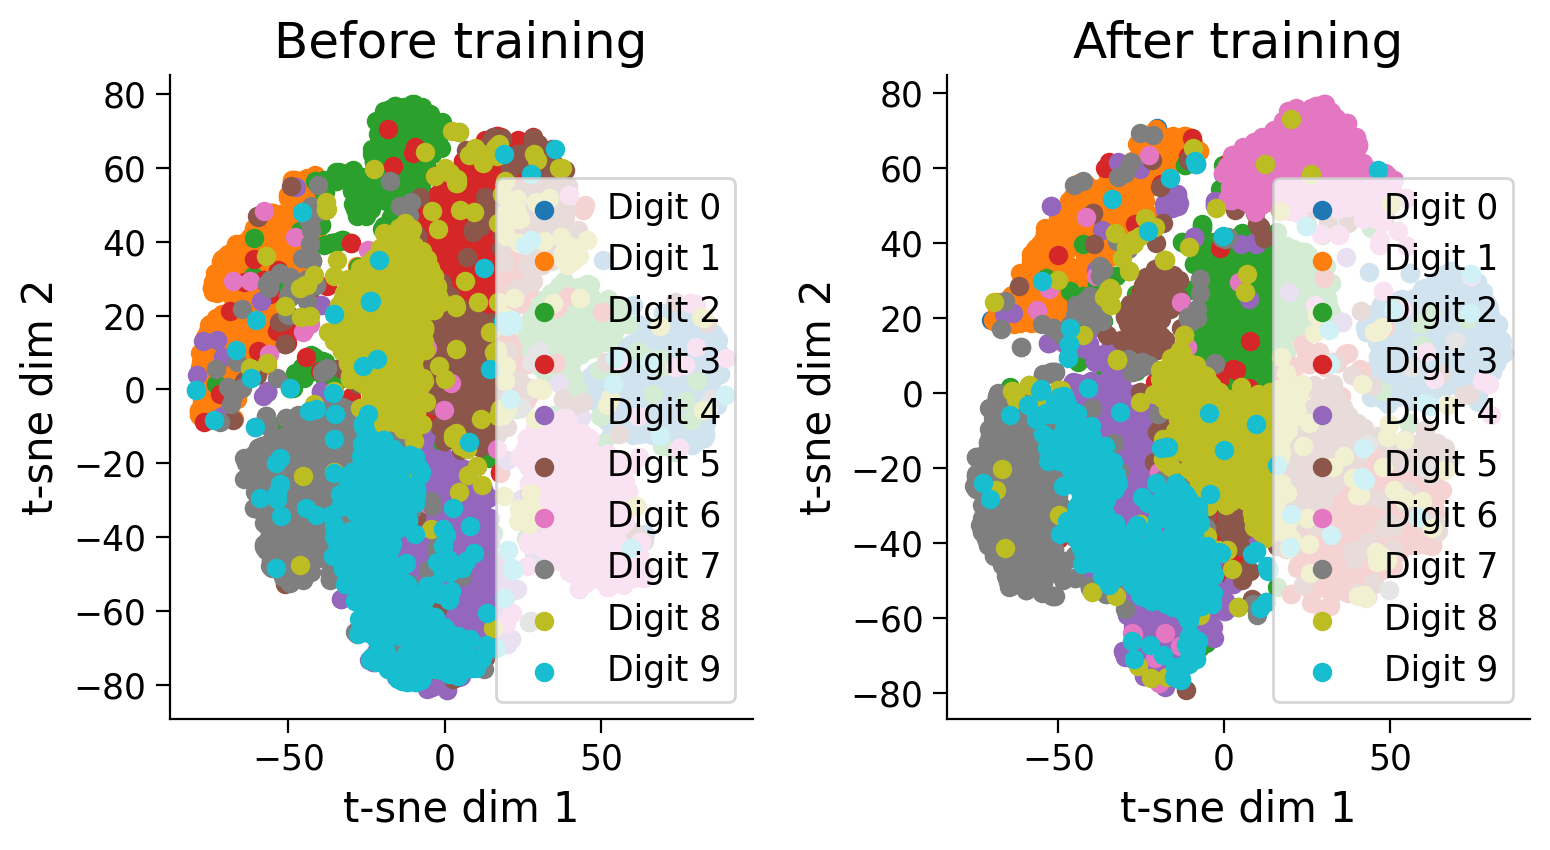 Before training
80
60
40
20
0
−20
−40
−60
−80
t-sne dim 2
−50 0 50
t-sne dim 1
Digit 0
Digit 1
Digit 2
Digit 3
Digit 4
Digit 5
Digit 6
Digit 7
Digit 8
Digit 9
After training
80
60
40
20
0
−20
−40
−60
−80
t-sne dim 2
−50 0 50
t-sne dim 1
Digit 0
Digit 1
Digit 2
Digit 3
Digit 4
Digit 5
Digit 6
Digit 7
Digit 8
Digit 9